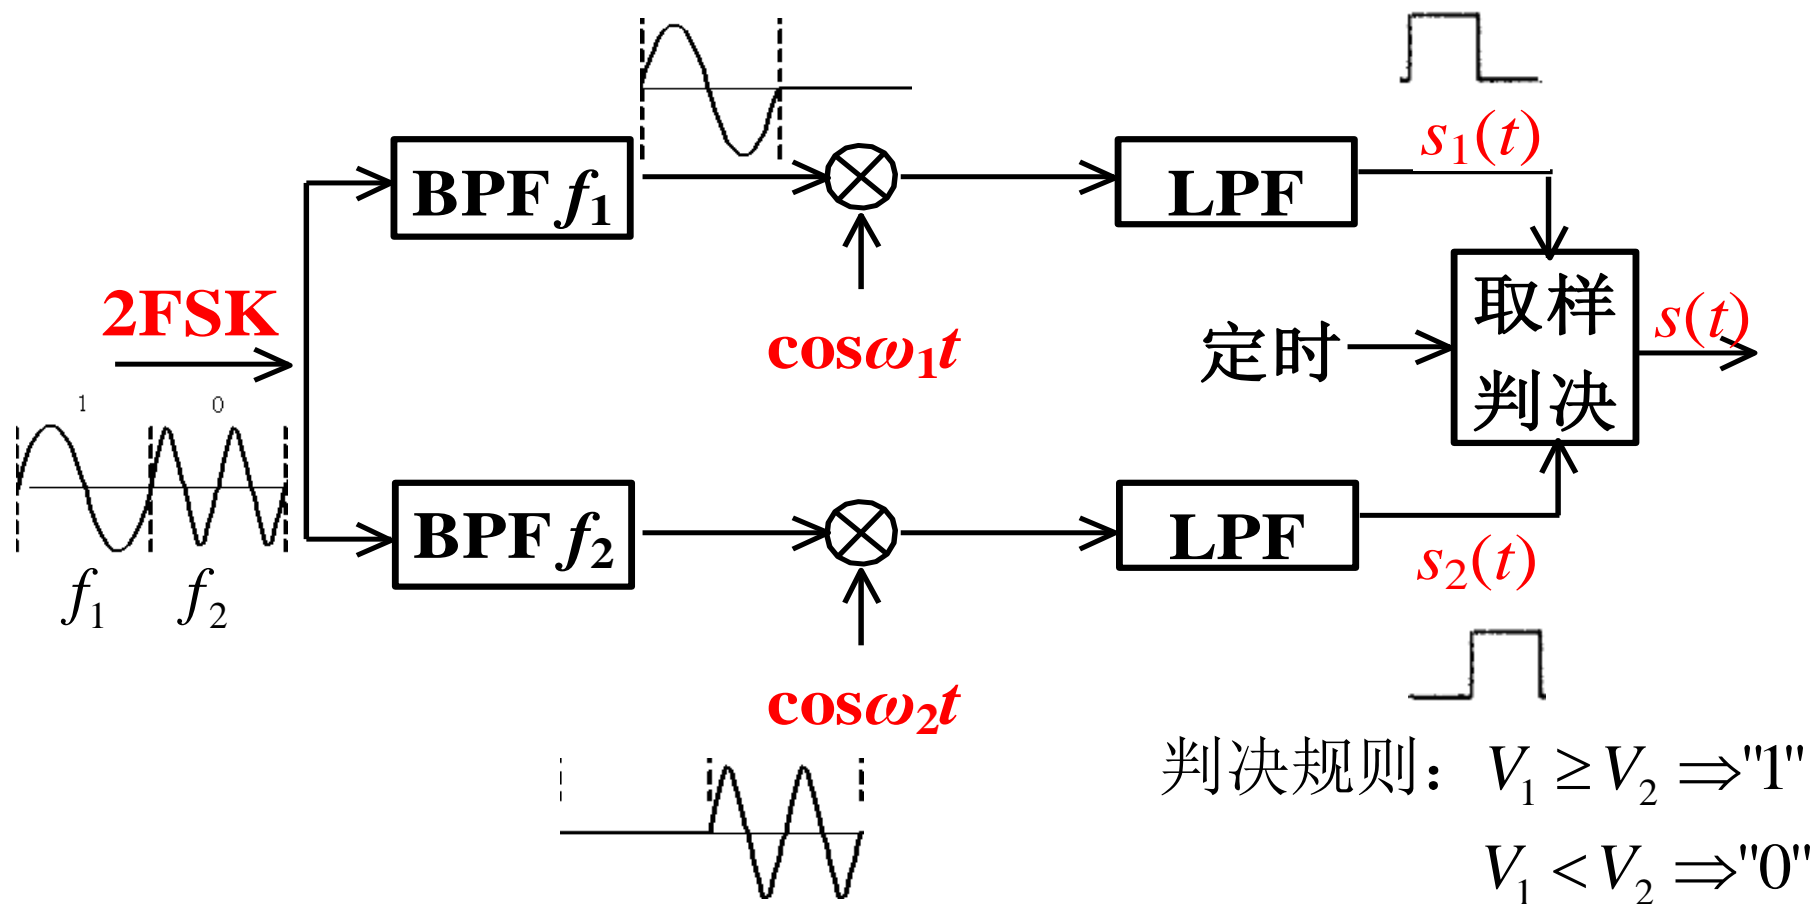 s₁(t)
BPF f₁
LPF
2FSK
cosω₁t
定时
取样
判决
s(t)
1 0
f₁ f₂
BPF f₂
LPF
s₂(t)
cosω₂t
判决规则：V₁ ≥ V₂ ⇒"1"
V₁ < V₂ ⇒"0"